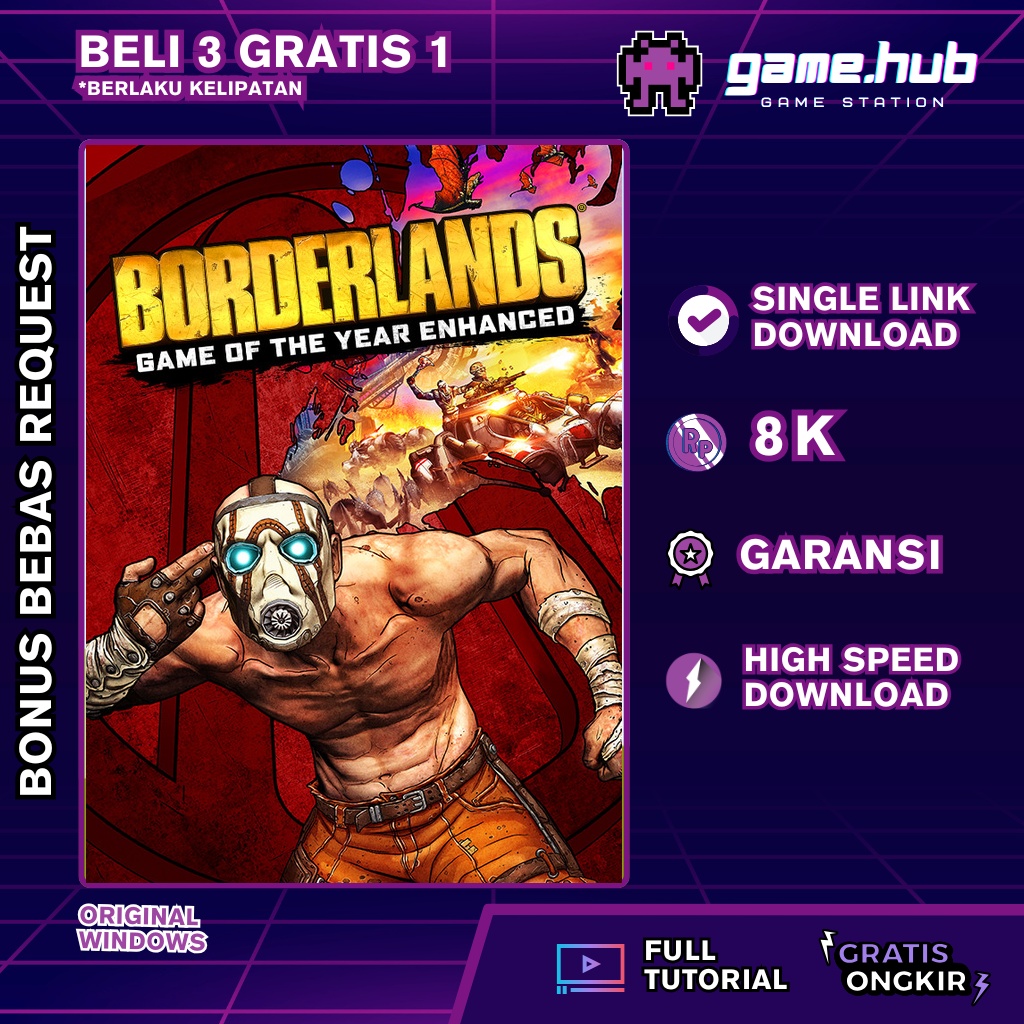 BELI 3 GRATIS 1
*BERLAKU KELIPATAN
game.hub
GAME STATION
BONUS BEBAS REQUEST
BORDERLANDS
GAME OF THE YEAR ENHANCED
SINGLE LINK
DOWNLOAD
RP
8K
GARANSI
HIGH SPEED
DOWNLOAD
ORIGINAL
WINDOWS
FULL
TUTORIAL
GRATIS
ONGKIR